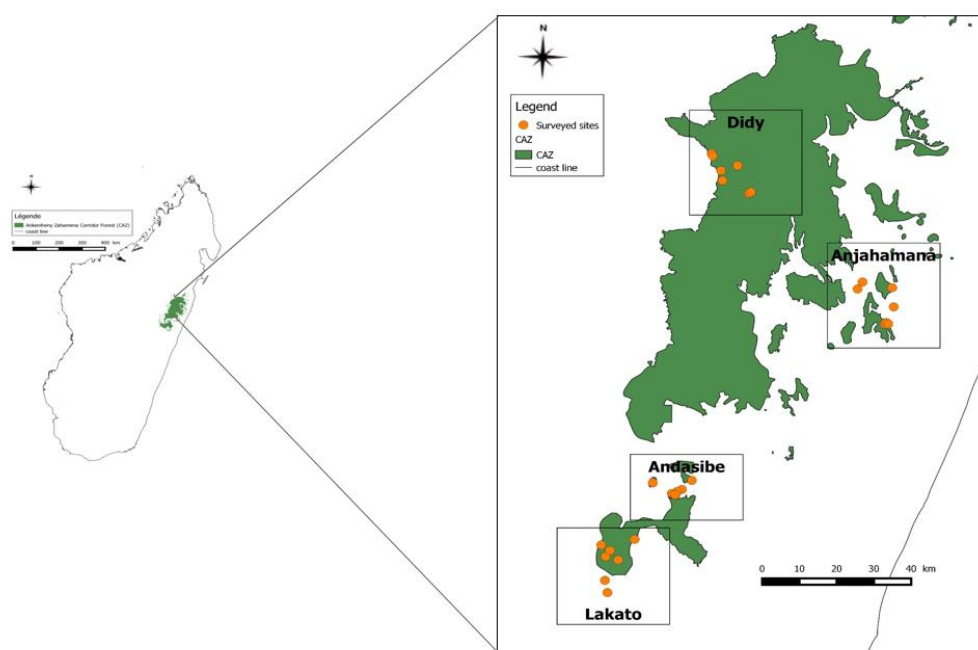 Légende
Ankeniheny Zahamena Corridor Forest (CAZ)
coast line
0 100 200 300 400 km
Legend
Surveyed sites
CAZ
CAZ
coast line
Didy
Anjahamana
Andasibe
Lakato
0 10 20 30 40 km